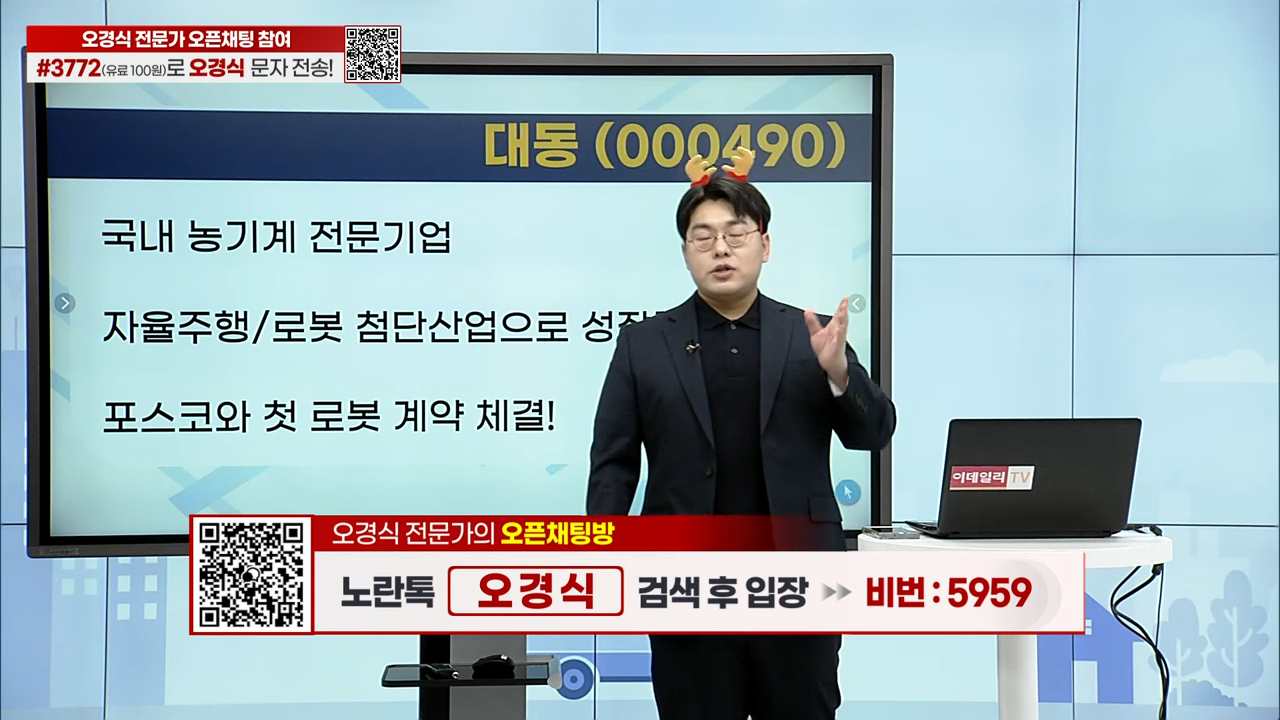 오경식 전문가 오픈채팅 참여
#3772(유료 100원)로 오경식 문자 전송!
대동 (000490)
국내 농기계 전문기업
자율주행/로봇 첨단산업으로
포스코와 첫 로봇 계약 체결!
이데일리 TV
오경식 전문가의 오픈채팅방
노란톡 오경식 검색 후 입장 비번 : 5959